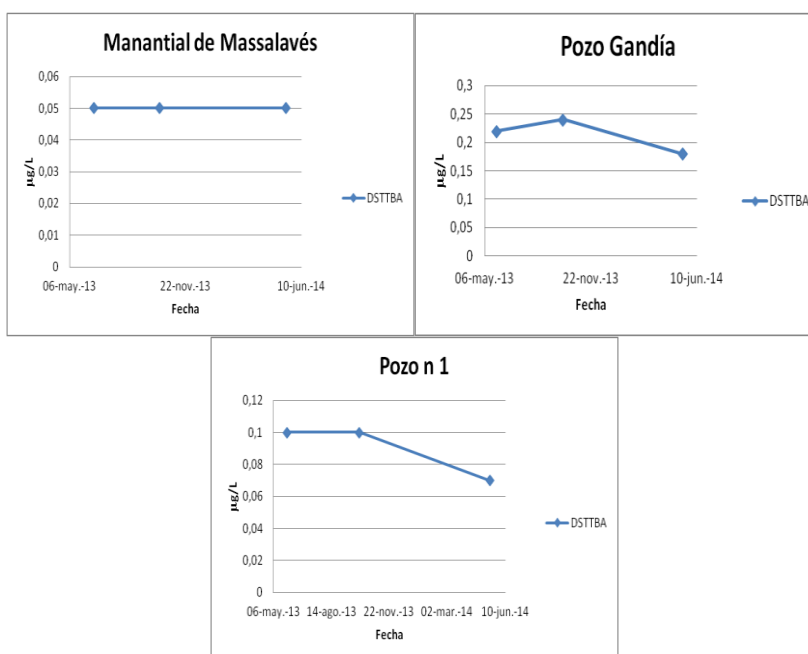 Manantial de Massalavés
0,06
0,05
0,04
0,03
0,02
0,01
0
µg/L
06-may.-13 22-nov.-13 10-jun.-14
Fecha
DSTTBA
Pozo Gandía
0,3
0,25
0,2
0,15
0,1
0,05
0
µg/L
06-may.-13 22-nov.-13 10-jun.-14
Fecha
DSTTBA
Pozo n 1
0,12
0,1
0,08
0,06
0,04
0,02
0
µg/L
06-may.-13 14-ago.-13 22-nov.-13 02-mar.-14 10-jun.-14
Fecha
DSTTBA